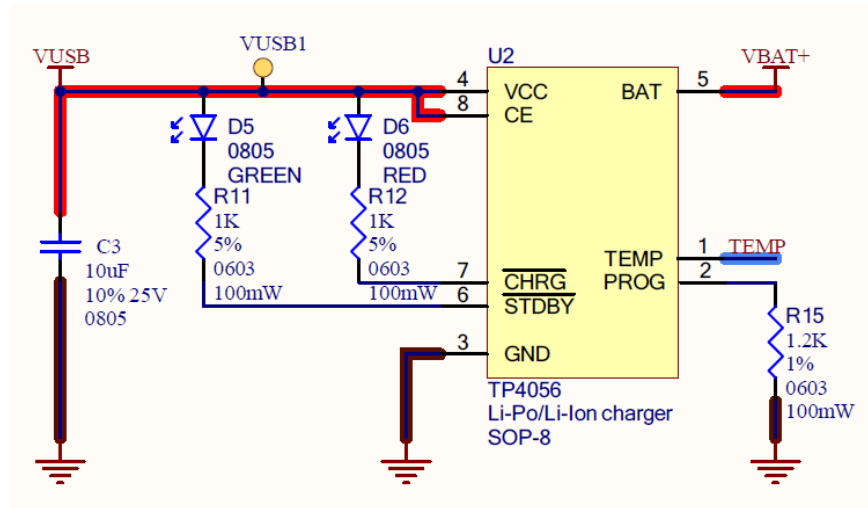 VUSB
VUSB1
U2
VBAT+
4
VCC
BAT
5
8
CE
D5
0805
GREEN
D6
0805
RED
R11
1K
5%
0603
100mW
R12
1K
5%
0603
100mW
C3
10uF
10% 25V
0805
7
CHRG
6
STDBY
3
GND
TEMP
1
TEMP
PROG
2
R15
1.2K
1%
0603
100mW
TP4056
Li-Po/Li-Ion charger
SOP-8